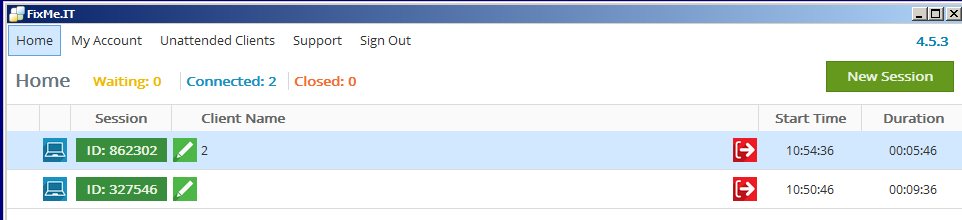 FixMe.IT
Home My Account Unattended Clients Support Sign Out 4.5.3
Home Waiting: 0 Connected: 2 Closed: 0 New Session
Session Client Name Start Time Duration
ID: 862302 2 10:54:36 00:05:46
ID: 327546 10:50:46 00:09:36